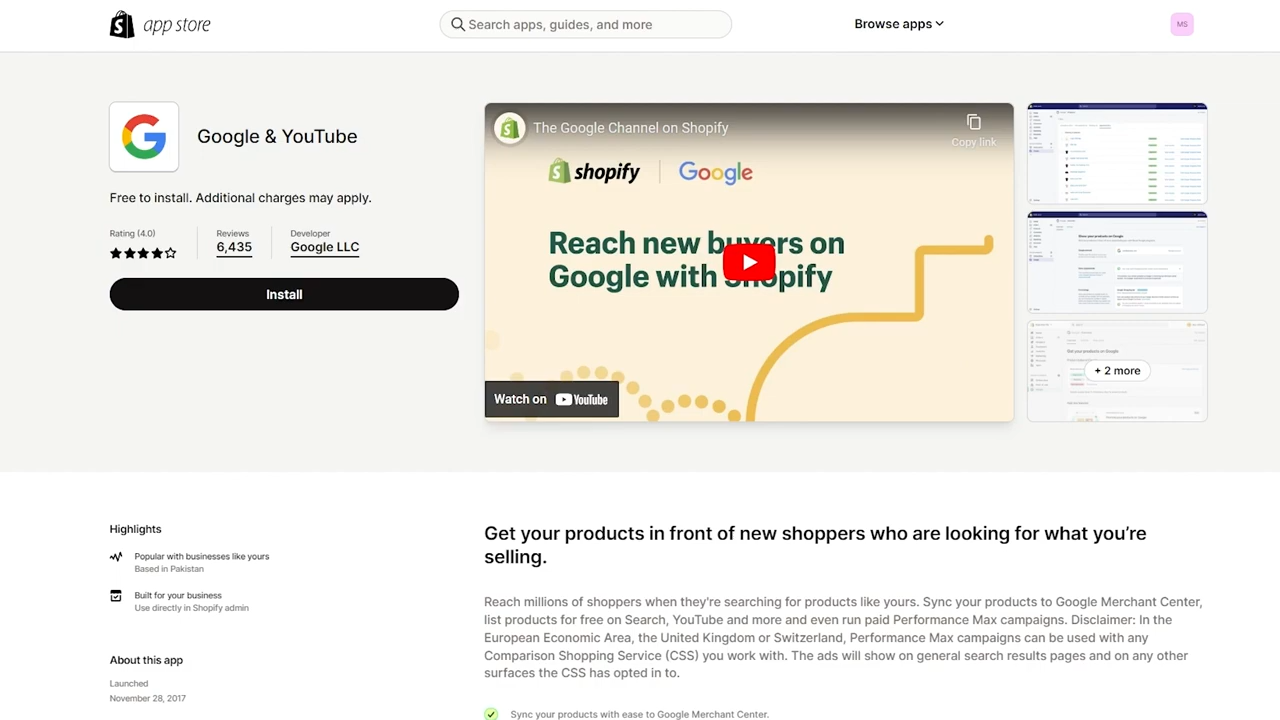 app store
Search apps, guides, and more
Browse apps
MS
Google & YouTube
Free to install. Additional charges may apply.
Rating (4.0)
Reviews
6,435
Developer
Google LLC
Install
The Google Channel on Shopify
Copy link
shopify
Google
Reach new buyers on
Google with Shopify
Watch on YouTube
+ 2 more
Highlights
Popular with businesses like yours
Based in Pakistan
Built for your business
Use directly in Shopify admin
About this app
Launched
November 28, 2017
Get your products in front of new shoppers who are looking for what you’re
selling.
Reach millions of shoppers when they're searching for products like yours. Sync your products to Google Merchant Center,
list products for free on Search, YouTube and more and even run paid Performance Max campaigns. Disclaimer: In the
European Economic Area, the United Kingdom or Switzerland, Performance Max campaigns can be used with any
Comparison Shopping Service (CSS) you work with. The ads will show on general search results pages and on any other
surfaces the CSS has opted in to.
Sync your products with ease to Google Merchant Center.